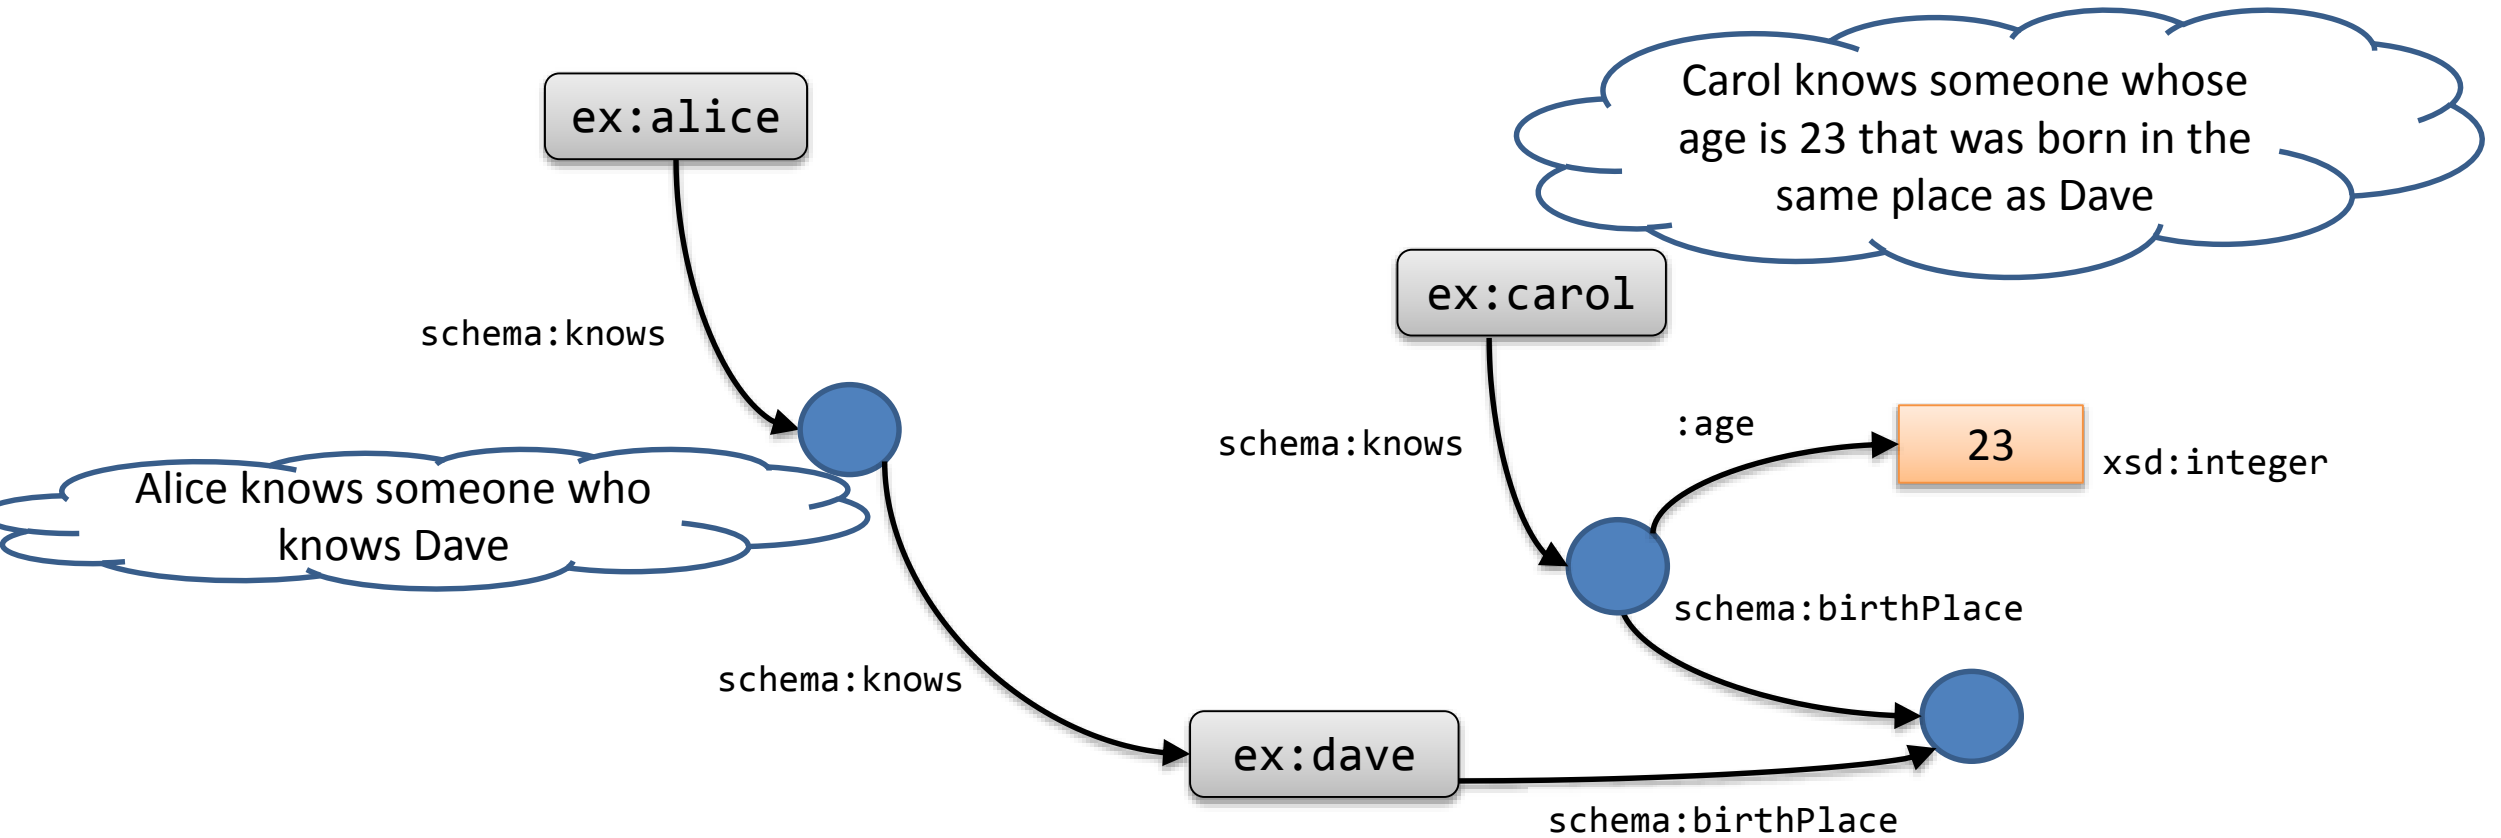 Carol knows someone whose
age is 23 that was born in the
same place as Dave
ex:alice
ex:carol
schema:knows
schema:knows
:age
23
xsd:integer
Alice knows someone who
knows Dave
schema:birthPlace
schema:knows
ex:dave
schema:birthPlace